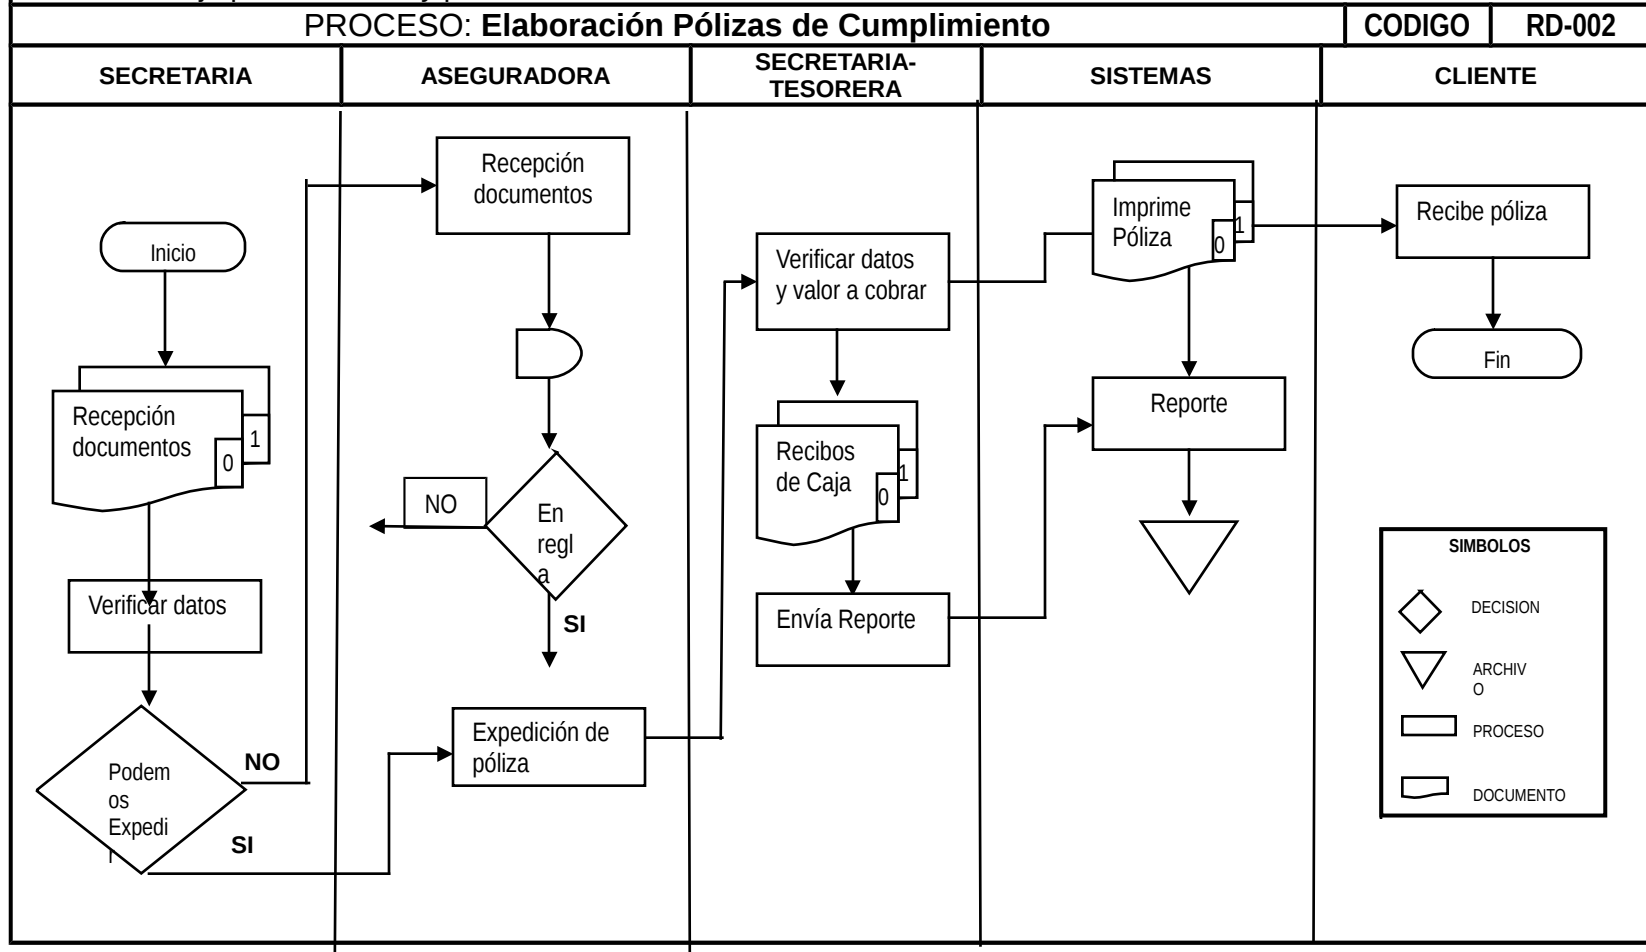 PROCESO: Elaboración Pólizas de Cumplimiento
CODIGO
RD-002
SECRETARIA
ASEGURADORA
SECRETARIA-
TESORERA
SISTEMAS
CLIENTE
Inicio
Recepción
documentos
0
1
Verificar datos
Podem
os
Expedi
r
NO
SI
Recepción
documentos
En
regl
a
NO
SI
Expedición de
póliza
Verificar datos
y valor a cobrar
Recibos
de Caja
0
1
Envía Reporte
Imprime
Póliza
0
1
Reporte
Recibe póliza
Fin
SIMBOLOS
DECISION
ARCHIV
O
PROCESO
DOCUMENTO